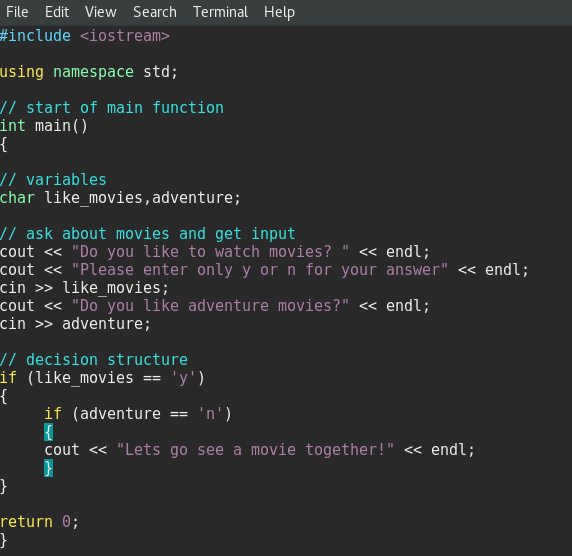 File Edit View Search Terminal Help
#include <iostream>
using namespace std;
// start of main function
int main()
{
// variables
char like_movies,adventure;
// ask about movies and get input
cout << "Do you like to watch movies? " << endl;
cout << "Please enter only y or n for your answer" << endl;
cin >> like_movies;
cout << "Do you like adventure movies?" << endl;
cin >> adventure;
// decision structure
if (like_movies == 'y')
{
     if (adventure == 'n')
     {
     cout << "Lets go see a movie together!" << endl;
     }
}
return 0;
}